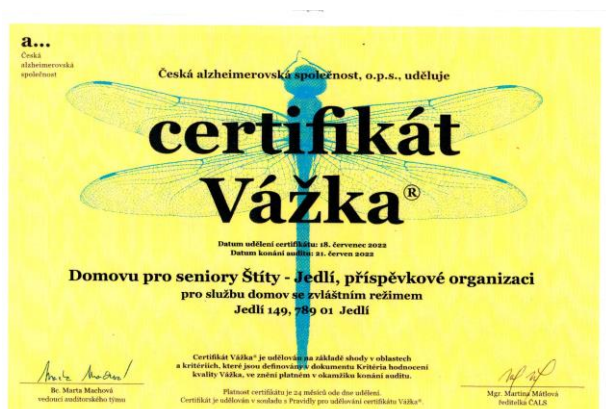 a...
Česká
alzheimerovská
společnost
Česká alzheimerovská společnost, o.p.s., uděluje
certifikát
Vážka®
Datum udělení certifikátu: 18. červenec 2022
Datum konání auditu: 21. červen 2022
Domovu pro seniory Štíty - Jedlí, příspěvkové organizaci
pro službu domov se zvláštním režimem
Jedlí 149, 789 01 Jedlí
Certifikát Vážka® je udělován na základě shody v oblastech
a kritériích, které jsou definovány v dokumentu Kritéria hodnocení
kvality Vážka, ve znění platném v okamžiku konání auditu.
Bc. Marta Machová
vedoucí auditorského týmu
Platnost certifikátu je 24 měsíců ode dne udělení.
Certifikát je udělován v souladu s Pravidly pro udělování certifikátu Vážka®.
Mgr. Martina Mátlová
ředitelka ČALS